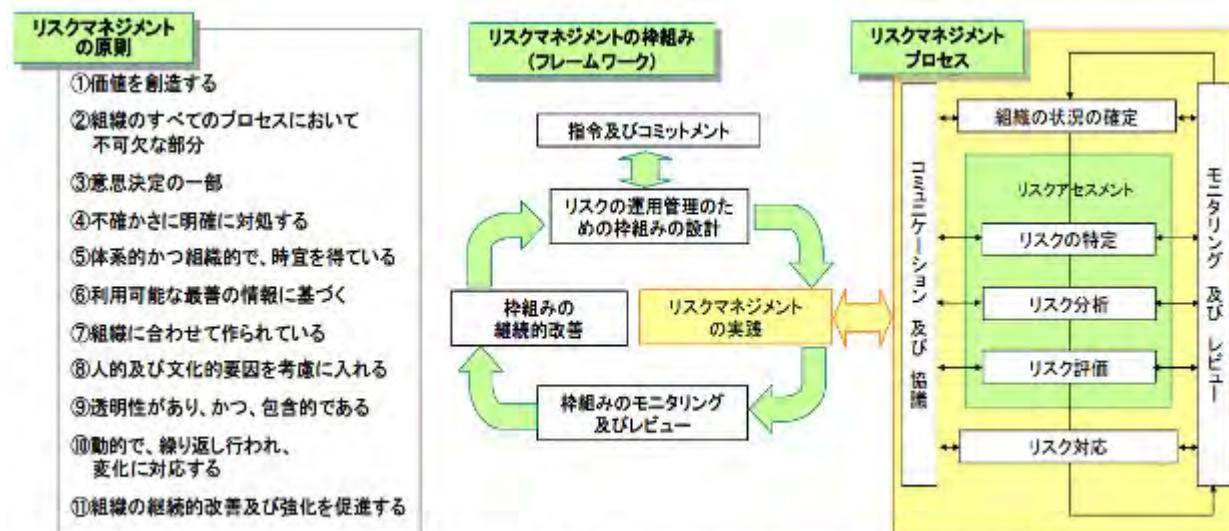 リスクマネジメント
の原則
①価値を創造する
②組織のすべてのプロセスにおいて
不可欠な部分
③意思決定の一部
④不確かさに明確に対処する
⑤体系的かつ組織的で、時宜を得ている
⑥利用可能な最善の情報に基づく
⑦組織に合わせて作られている
⑧人的及び文化的要因を考慮に入れる
⑨透明性があり、かつ、包含的である
⑩動的で、繰り返し行われ、
変化に対応する
⑪組織の継続的改善及び強化を促進する
リスクマネジメントの枠組み
(フレームワーク)
指令及びコミットメント
リスクの運用管理のた
めの枠組みの設計
枠組みの
継続的改善
リスクマネジメント
の実践
枠組みのモニタリング
及びレビュー
リスクマネジメント
プロセス
コミュニケーション 及び 協議
組織の状況の確定
リスクアセスメント
リスクの特定
リスク分析
リスク評価
リスク対応
モニタリング 及び レビュー